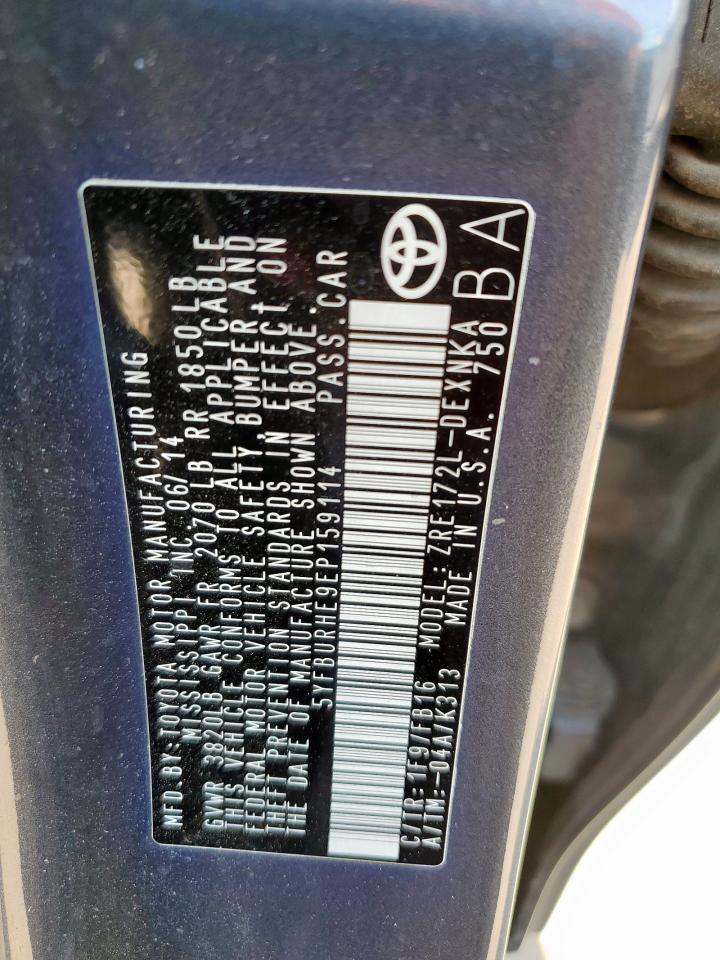 MFD BY: TOYOTA MOTOR MANUFACTURING
MISSISSIPPI INC. 06/14
GVWR 3820LB GAWR FR 2070LB RR 1850LB
THIS VEHICLE CONFORMS TO ALL APPLICABLE
FEDERAL MOTOR VEHICLE SAFETY, BUMPER, AND
THEFT PREVENTION STANDARDS IN EFFECT ON
THE DATE OF MANUFACTURE SHOWN ABOVE.
5YFBURHE9EP159114 PASS.CAR
C/TR:1F9/FB16 MODEL:ZRE172L-DEXNKA
A/TM:-04A/K313 MADE IN U.S.A. 750
BA